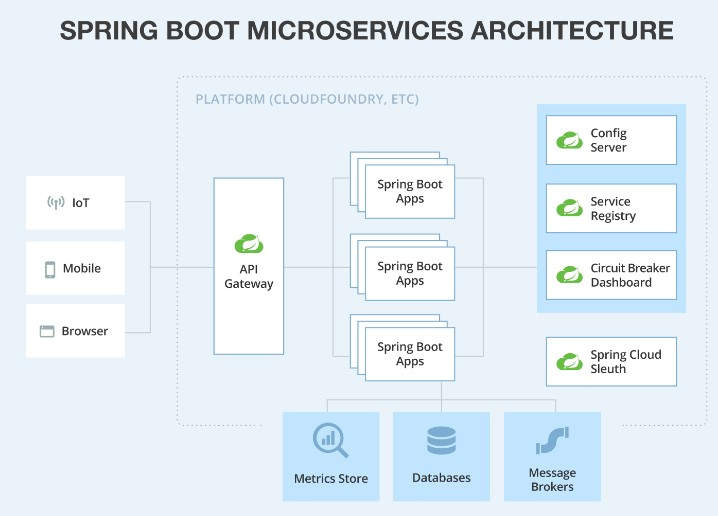 SPRING BOOT MICROSERVICES ARCHITECTURE
PLATFORM (CLOUDFOUNDRY, ETC)
IoT
Mobile
Browser
API
Gateway
Spring Boot
Apps
Spring Boot
Apps
Spring Boot
Apps
Config
Server
Service
Registry
Circuit Breaker
Dashboard
Spring Cloud
Sleuth
Metrics Store
Databases
Message
Brokers